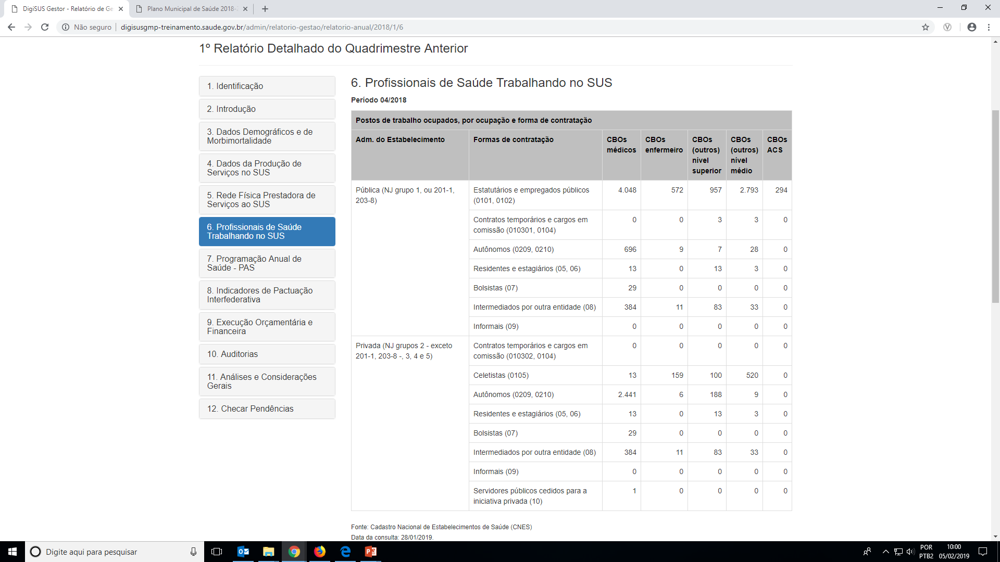 DigiSUS Gestor - Relatório de Ge
Plano Municipal de Saúde 2018-2
Não seguro
digisusgmp-treinamento.saude.gov.br/admin/relatorio-gestao/relatorio-anual/2018/1/6
1º Relatório Detalhado do Quadrimestre Anterior
1. Identificação
2. Introdução
3. Dados Demográficos e de
Morbimortalidade
4. Dados da Produção de
Serviços no SUS
5. Rede Física Prestadora de
Serviços ao SUS
6. Profissionais de Saúde
Trabalhando no SUS
7. Programação Anual de
Saúde - PAS
8. Indicadores de Pactuação
Interfederativa
9. Execução Orçamentária e
Financeira
10. Auditorias
11. Análises e Considerações
Gerais
12. Checar Pendências
6. Profissionais de Saúde Trabalhando no SUS
Período 04/2018
Postos de trabalho ocupados, por ocupação e forma de contratação
Adm. do Estabelecimento Formas de contratação CBOs CBOs CBOs CBOs CBOs
médicos enfermeiro (outros) (outros) ACS
nível nível
superior médio
Pública (NJ grupo 1, ou 201-1, Estatutários e empregados públicos 4.048 572 957 2.793 294
203-8) (0101, 0102)
Contratos temporários e cargos em 0 0 3 3 0
comissão (010301, 0104)
Autônomos (0209, 0210) 696 9 7 28 0
Residentes e estagiários (05, 06) 13 0 13 3 0
Bolsistas (07) 29 0 0 0 0
Intermediados por outra entidade (08) 384 11 83 33 0
Informais (09) 0 0 0 0 0
Privada (NJ grupos 2 - exceto Contratos temporários e cargos em 0 0 0 0 0
201-1, 203-8 -, 3, 4 e 5) comissão (010302, 0104)
Celetistas (0105) 13 159 100 520 0
Autônomos (0209, 0210) 2.441 6 188 9 0
Residentes e estagiários (05, 06) 13 0 13 3 0
Bolsistas (07) 29 0 0 0 0
Intermediados por outra entidade (08) 384 11 83 33 0
Informais (09) 0 0 0 0 0
Servidores públicos cedidos para a 1 0 0 0 0
iniciativa privada (10)
Fonte: Cadastro Nacional de Estabelecimentos de Saúde (CNES)
Data da consulta: 28/01/2019.
Digite aqui para pesquisar
POR
PTB2
10:00
05/02/2019